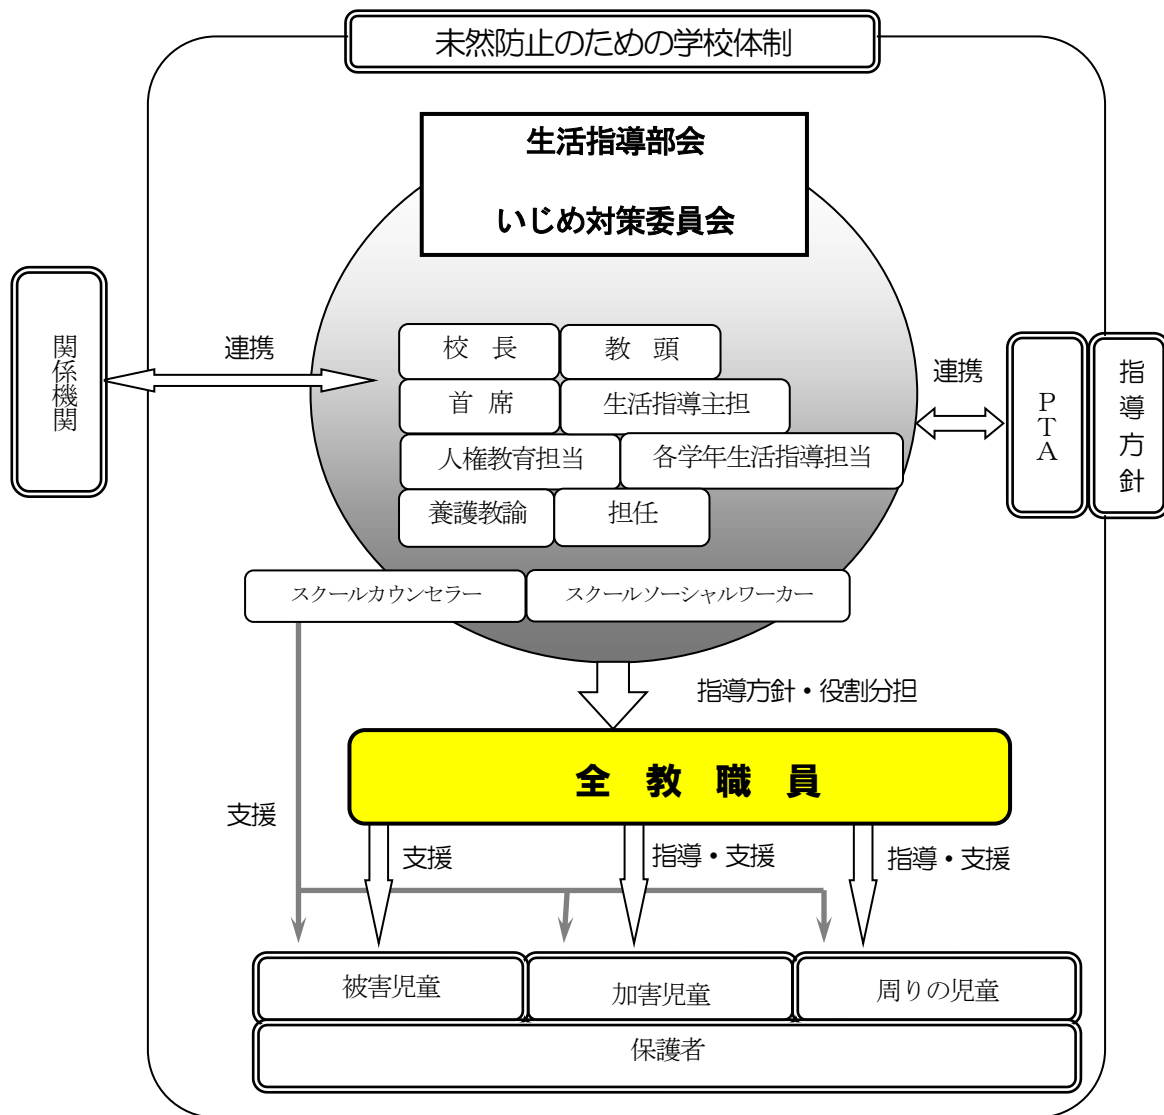 未然防止のための学校体制
生活指導部会
いじめ対策委員会
関係機関
連携
校　長
教　頭
首　席
生活指導主担
人権教育担当
各学年生活指導担当
養護教諭
担任
連携
ＰＴＡ
指導方針
スクールカウンセラー
スクールソーシャルワーカー
指導方針・役割分担
全　教　職　員
支援
支援
指導・支援
指導・支援
被害児童
加害児童
周りの児童
保護者